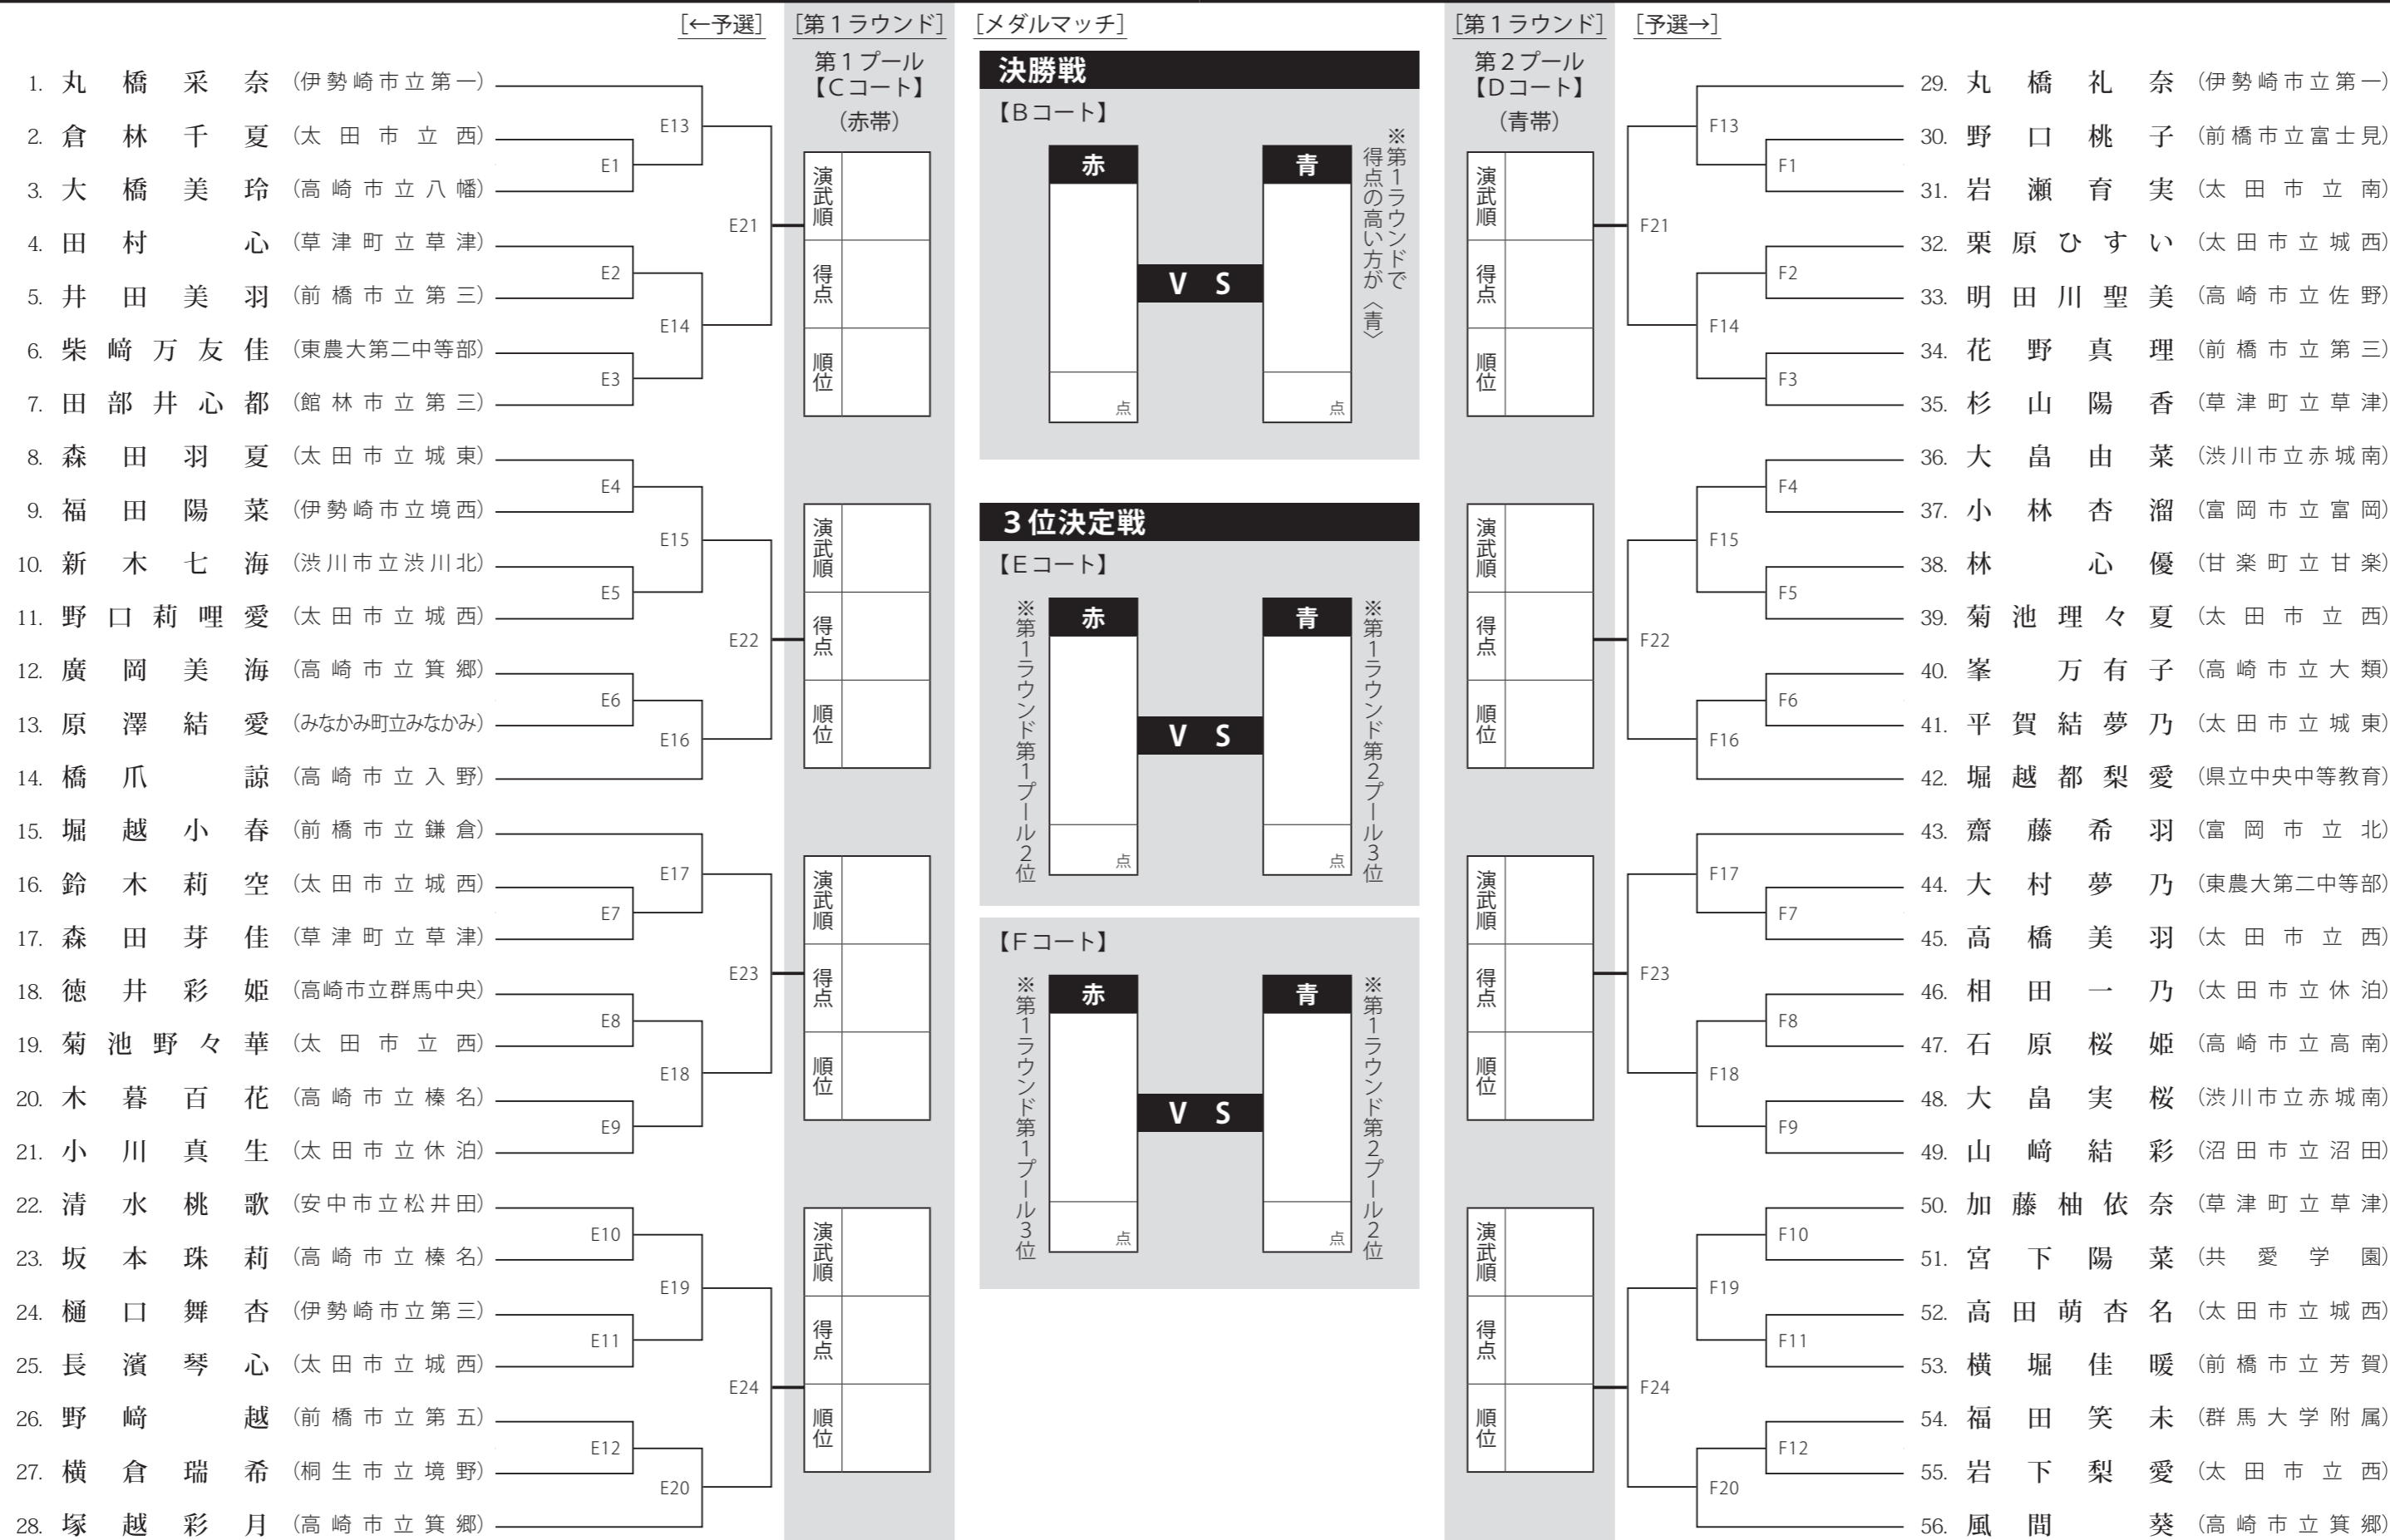 ［←予選］ ［第１ラウンド］ ［メダルマッチ］ ［第１ラウンド］ ［予選→］
1. 丸橋采奈 （伊勢崎市立第一）
2. 倉林千夏 （太田市立西）
3. 大橋美玲 （高崎市立八幡）
4. 田村心 （草津町立草津）
5. 井田美羽 （前橋市立第三）
6. 柴﨑万友佳 （東農大第二中等部）
7. 田部井心都 （館林市立第三）
8. 森田羽夏 （太田市立城東）
9. 福田陽菜 （伊勢崎市立境西）
10. 新木七海 （渋川市立渋川北）
11. 野口莉哩愛 （太田市立城西）
12. 廣岡美海 （高崎市立箕郷）
13. 原澤結愛 （みなかみ町立みなかみ）
14. 橋爪諒 （高崎市立入野）
15. 堀越小春 （前橋市立鎌倉）
16. 鈴木莉空 （太田市立城西）
17. 森田芽佳 （草津町立草津）
18. 徳井彩姫 （高崎市立群馬中央）
19. 菊池野々華 （太田市立西）
20. 木暮百花 （高崎市立榛名）
21. 小川真生 （太田市立休泊）
22. 清水桃歌 （安中市立松井田）
23. 坂本珠莉 （高崎市立榛名）
24. 樋口舞杏 （伊勢崎市立第三）
25. 長濱琴心 （太田市立城西）
26. 野﨑越 （前橋市立第五）
27. 横倉瑞希 （桐生市立境野）
28. 塚越彩月 （高崎市立箕郷）
E1
E2
E3
E4
E5
E6
E7
E8
E9
E10
E11
E12
E13
E14
E15
E16
E17
E18
E19
E20
E21
E22
E23
E24
第１プール
【Ｃコート】
（赤帯）
演武順
得点
順位
演武順
得点
順位
演武順
得点
順位
演武順
得点
順位
決勝戦
【Ｂコート】
赤
青
ＶＳ
点
点
※第１ラウンドで
得点の高い方が〈青〉
３位決定戦
【Ｅコート】
※第１ラウンド第１プール２位
赤
青
ＶＳ
点
点
※第１ラウンド第２プール３位
【Ｆコート】
※第１ラウンド第１プール３位
赤
青
ＶＳ
点
点
※第１ラウンド第２プール２位
第２プール
【Ｄコート】
（青帯）
演武順
得点
順位
演武順
得点
順位
演武順
得点
順位
演武順
得点
順位
F21
F22
F23
F24
F13
F14
F15
F16
F17
F18
F19
F20
F1
F2
F3
F4
F5
F6
F7
F8
F9
F10
F11
F12
29. 丸橋礼奈 （伊勢崎市立第一）
30. 野口桃子 （前橋市立富士見）
31. 岩瀬育実 （太田市立南）
32. 栗原ひすい （太田市立城西）
33. 明田川聖美 （高崎市立佐野）
34. 花野真理 （前橋市立第三）
35. 杉山陽香 （草津町立草津）
36. 大畠由菜 （渋川市立赤城南）
37. 小林杏溜 （富岡市立富岡）
38. 林心優 （甘楽町立甘楽）
39. 菊池理々夏 （太田市立西）
40. 峯万有子 （高崎市立大類）
41. 平賀結夢乃 （太田市立城東）
42. 堀越都梨愛 （県立中央中等教育）
43. 齋藤希羽 （富岡市立北）
44. 大村夢乃 （東農大第二中等部）
45. 高橋美羽 （太田市立西）
46. 相田一乃 （太田市立休泊）
47. 石原桜姫 （高崎市立高南）
48. 大畠実桜 （渋川市立赤城南）
49. 山﨑結彩 （沼田市立沼田）
50. 加藤柚依奈 （草津町立草津）
51. 宮下陽菜 （共愛学園）
52. 高田萌杏名 （太田市立城西）
53. 横堀佳暖 （前橋市立芳賀）
54. 福田笑未 （群馬大学附属）
55. 岩下梨愛 （太田市立西）
56. 風間葵 （高崎市立箕郷）